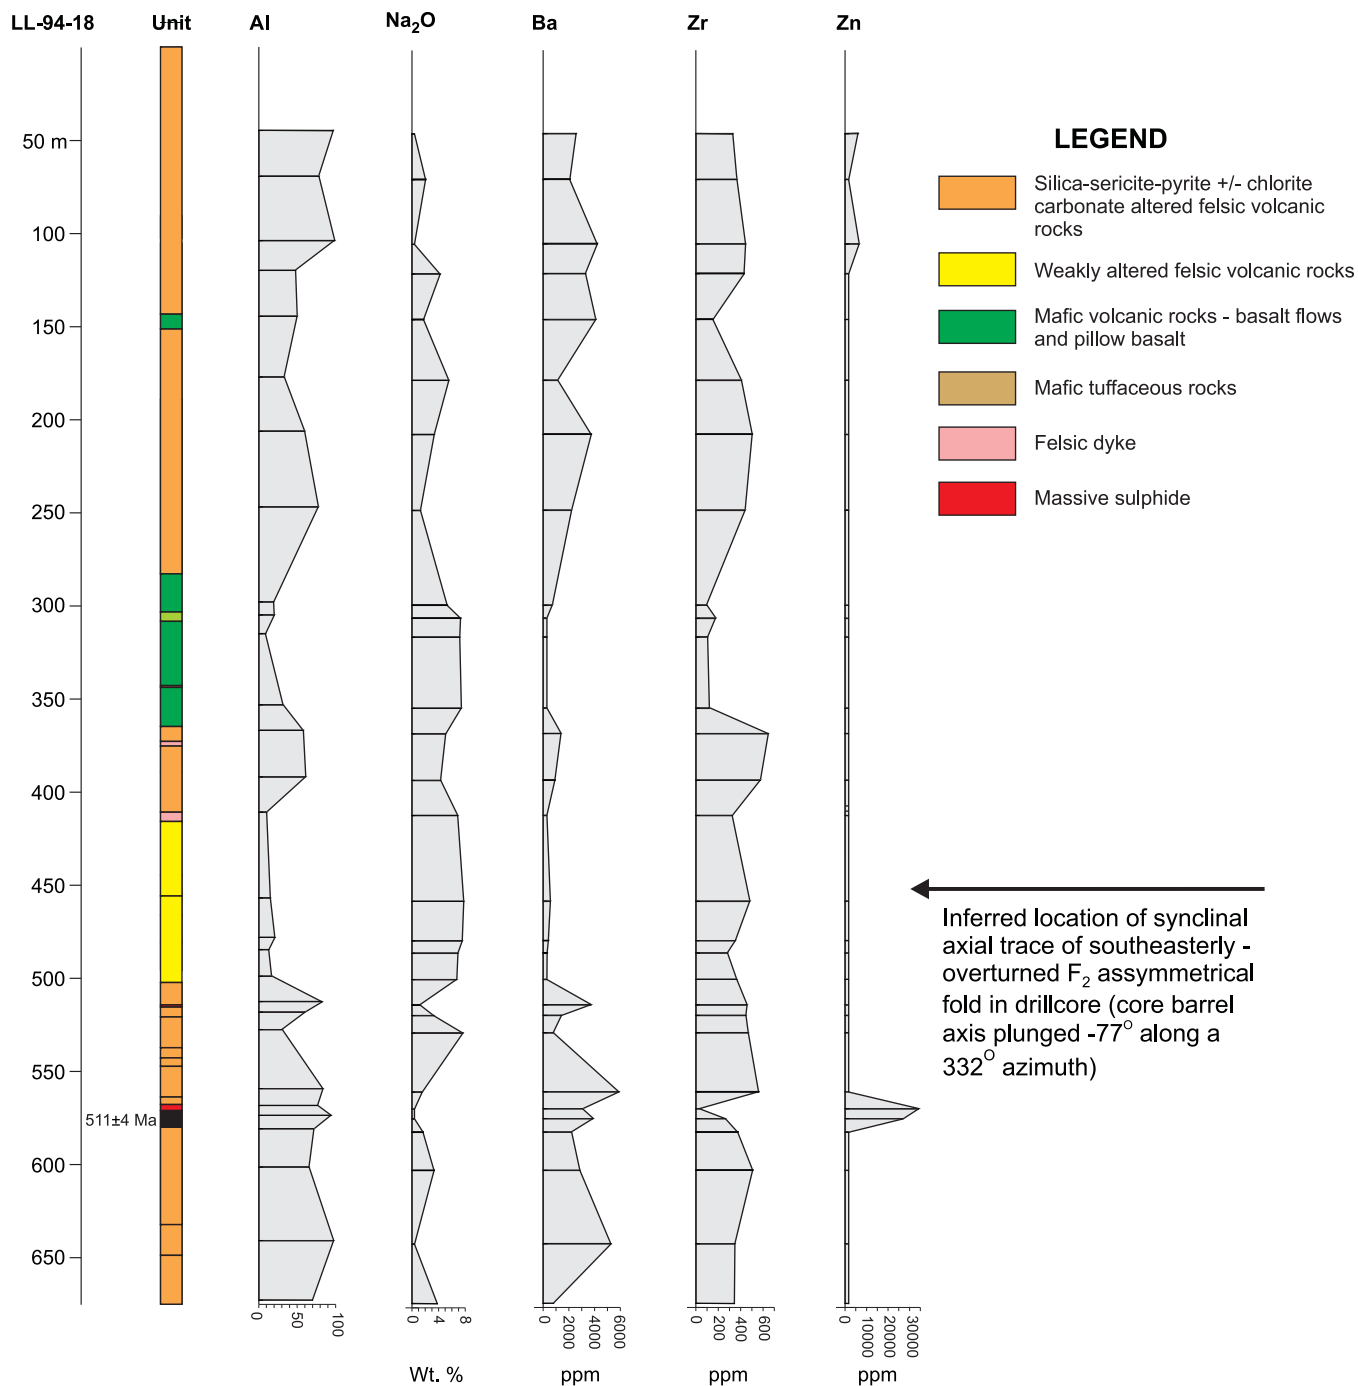 LL-94-18 Unit AI Na₂O Ba Zr Zn
50 m
100
150
200
250
300
350
400
450
500
550
600
650
511±4 Ma
0 50 100
0 4 8
0 2000 4000 6000
0 200 400 600
0 10000 20000 30000
Wt. % ppm ppm ppm
LEGEND
Silica-sericite-pyrite +/- chlorite
carbonate altered felsic volcanic
rocks
Weakly altered felsic volcanic rocks
Mafic volcanic rocks - basalt flows
and pillow basalt
Mafic tuffaceous rocks
Felsic dyke
Massive sulphide
Inferred location of synclinal
axial trace of southeasterly -
overturned F₂ assymmetrical
fold in drillcore (core barrel
axis plunged -77° along a
332° azimuth)